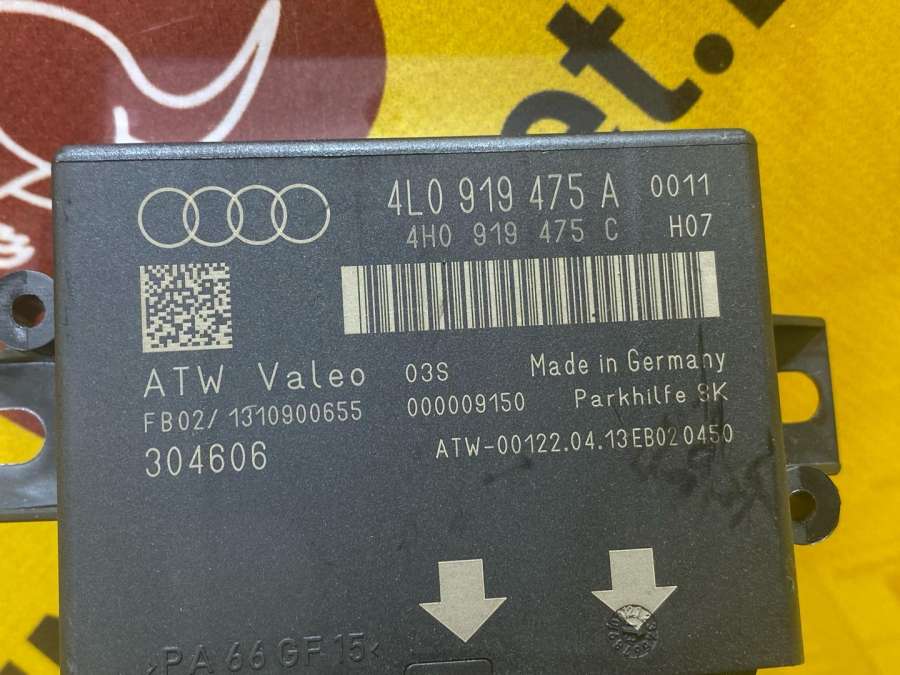 et.
4L0 919 475 A 0011
4H0 919 475 C H07
ATW Valeo 03S Made in Germany
FB02/1310900655 000009150 Parkhilfe SK
304606 ATW-00122.04.13EB020450
>PA 66 GF 15<